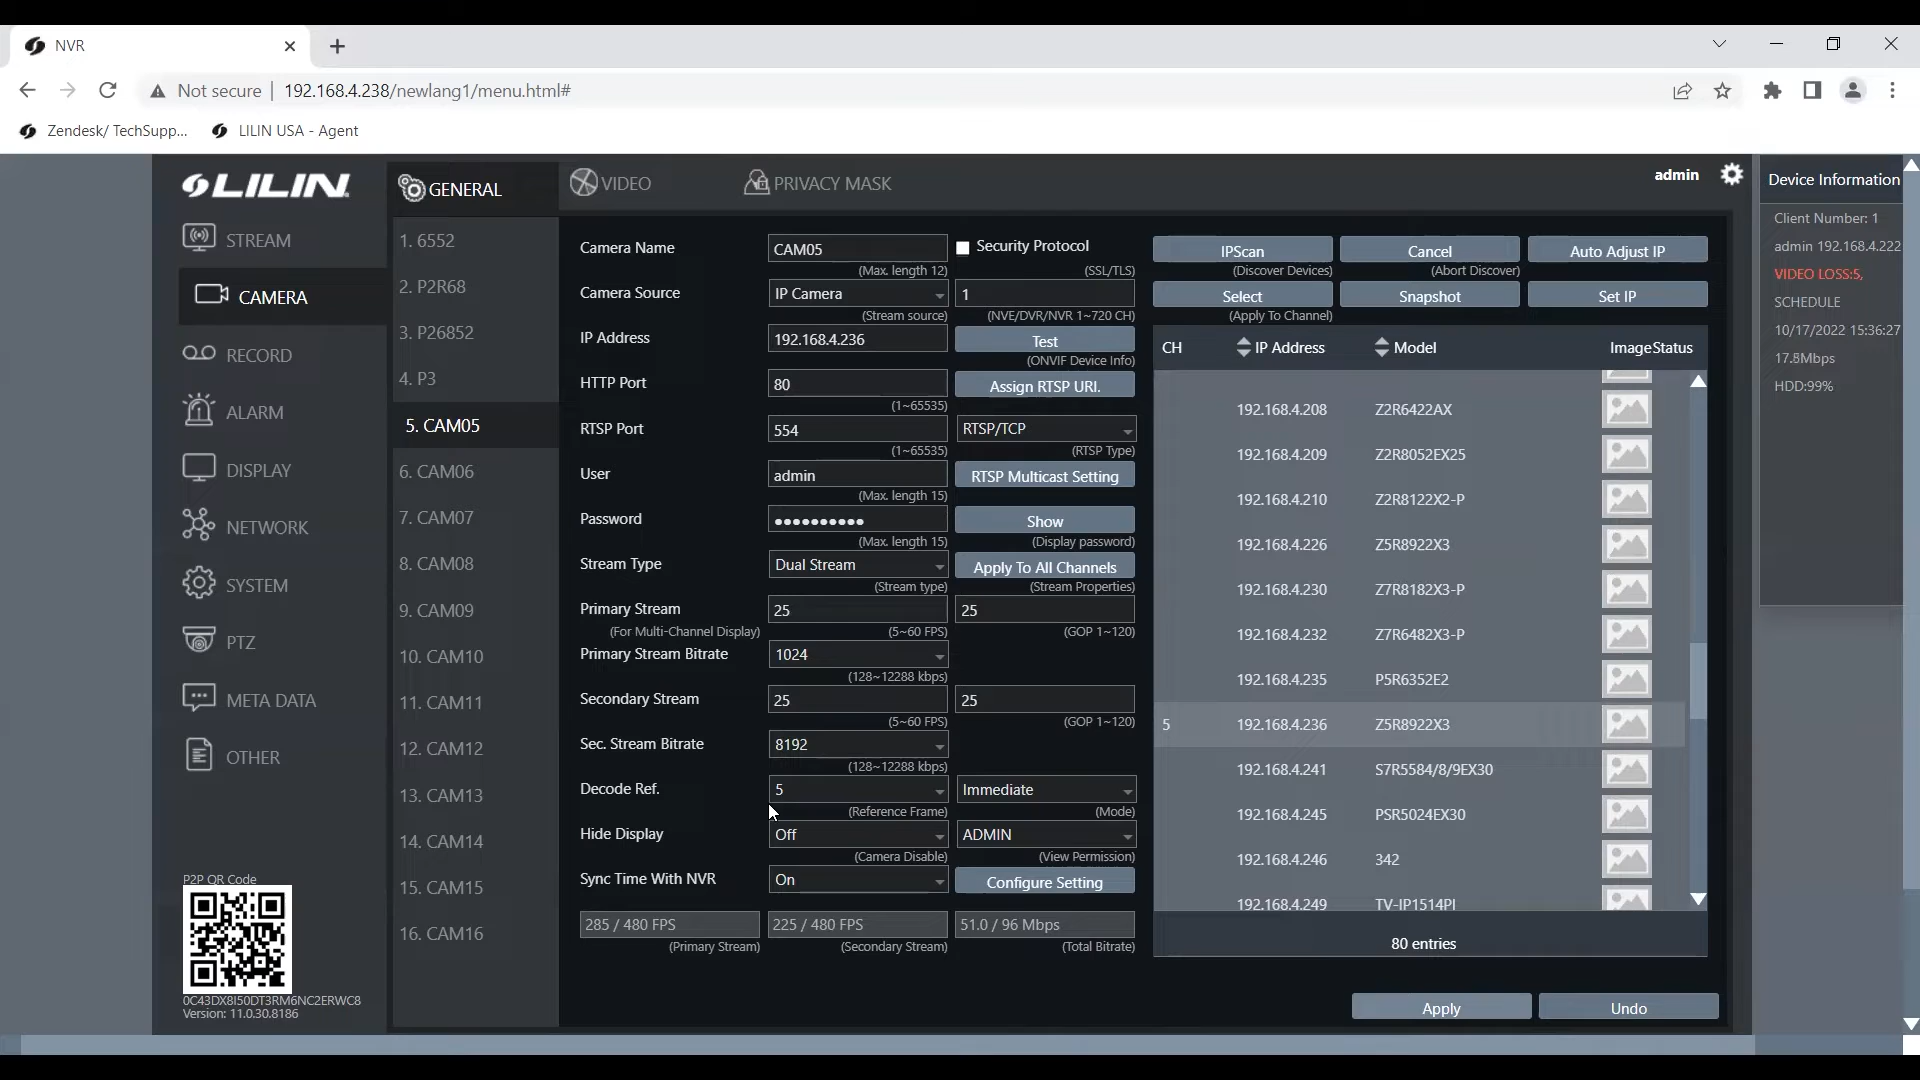 NVR
Not secure | 192.168.4.238/newlang1/menu.html#
Zendesk/ TechSupp... LILIN USA - Agent
LILIN
GENERAL
VIDEO
PRIVACY MASK
admin
STREAM
CAMERA
RECORD
ALARM
DISPLAY
NETWORK
SYSTEM
PTZ
META DATA
OTHER
P2P QR Code
0C43DX8I50DT3RM6NC2ERWC8
Version: 11.0.30.8186
1. 6552
2. P2R68
3. P26852
4. P3
5. CAM05
6. CAM06
7. CAM07
8. CAM08
9. CAM09
10. CAM10
11. CAM11
12. CAM12
13. CAM13
14. CAM14
15. CAM15
16. CAM16
Camera Name CAM05 Security Protocol
(Max. length 12) (SSL/TLS)
Camera Source IP Camera 1
(Stream source) (NVE/DVR/NVR 1~720 CH)
IP Address 192.168.4.236 Test
(ONVIF Device Info)
HTTP Port 80 Assign RTSP URI.
(1~65535)
RTSP Port 554 RTSP/TCP
(1~65535) (RTSP Type)
User admin RTSP Multicast Setting
(Max. length 15)
Password •••••••••• Show
(Max. length 15) (Display password)
Stream Type Dual Stream Apply To All Channels
(Stream type) (Stream Properties)
Primary Stream 25 25
(For Multi-Channel Display) (5~60 FPS) (GOP 1~120)
Primary Stream Bitrate 1024
(128~12288 kbps)
Secondary Stream 25 25
(5~60 FPS) (GOP 1~120)
Sec. Stream Bitrate 8192
(128~12288 kbps)
Decode Ref. 5 Immediate
(Reference Frame) (Mode)
Hide Display Off ADMIN
(Camera Disable) (View Permission)
Sync Time With NVR On Configure Setting
285 / 480 FPS 225 / 480 FPS 51.0 / 96 Mbps
(Primary Stream) (Secondary Stream) (Total Bitrate)
IPScan Cancel Auto Adjust IP
(Discover Devices) (Abort Discover)
Select Snapshot Set IP
(Apply To Channel)
CH IP Address Model ImageStatus
192.168.4.208 Z2R6422AX
192.168.4.209 Z2R8052EX25
192.168.4.210 Z2R8122X2-P
192.168.4.226 Z5R8922X3
192.168.4.230 Z7R8182X3-P
192.168.4.232 Z7R6482X3-P
192.168.4.235 P5R6352E2
5 192.168.4.236 Z5R8922X3
192.168.4.241 S7R5584/8/9EX30
192.168.4.245 PSR5024EX30
192.168.4.246 342
192.168.4.249 TV-IP1514PI
80 entries
Apply Undo
Device Information
Client Number: 1
admin 192.168.4.222
VIDEO LOSS:5,
SCHEDULE
10/17/2022 15:36:27
17.8Mbps
HDD:99%